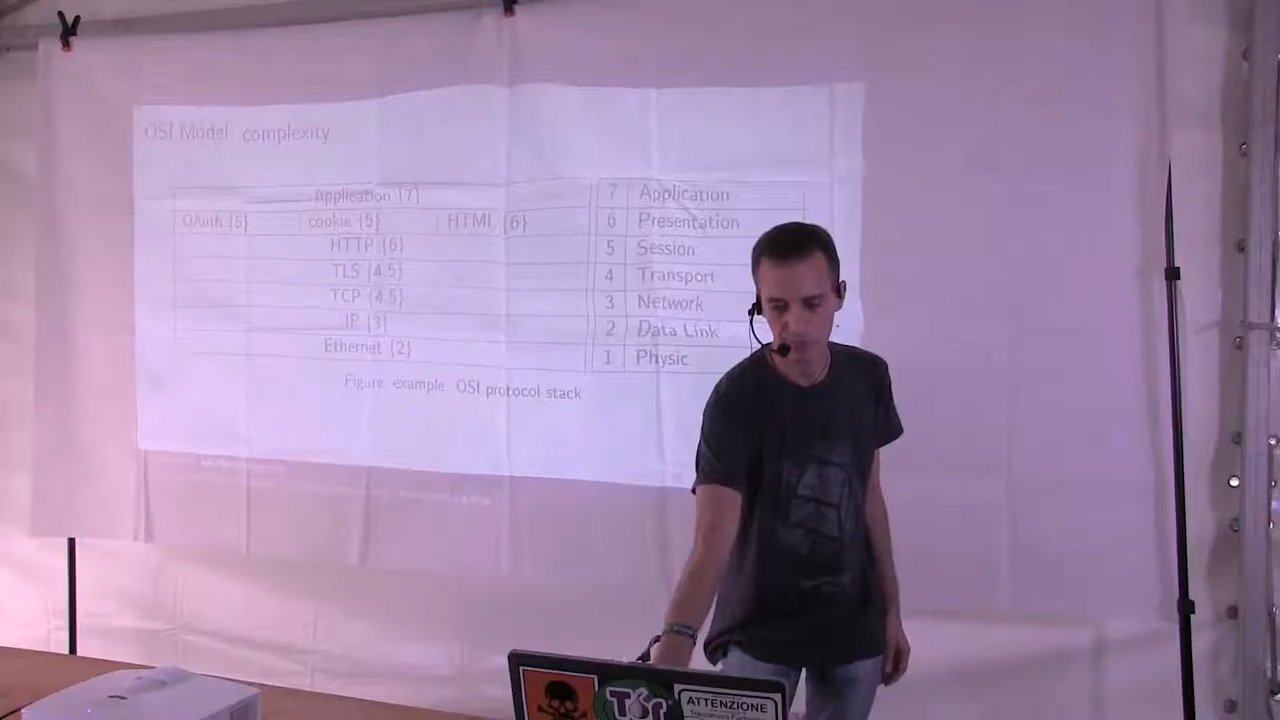 OSI Model: complexity
Application {7}
OAuth {5} cookie {5} HTML {6}
HTTP {6}
TLS {4,5}
TCP {4,5}
IP {3}
Ethernet {2}
7 Application
6 Presentation
5 Session
4 Transport
3 Network
2 Data Link
1 Physic
Figure example: OSI protocol stack
Tor
ATTENZIONE